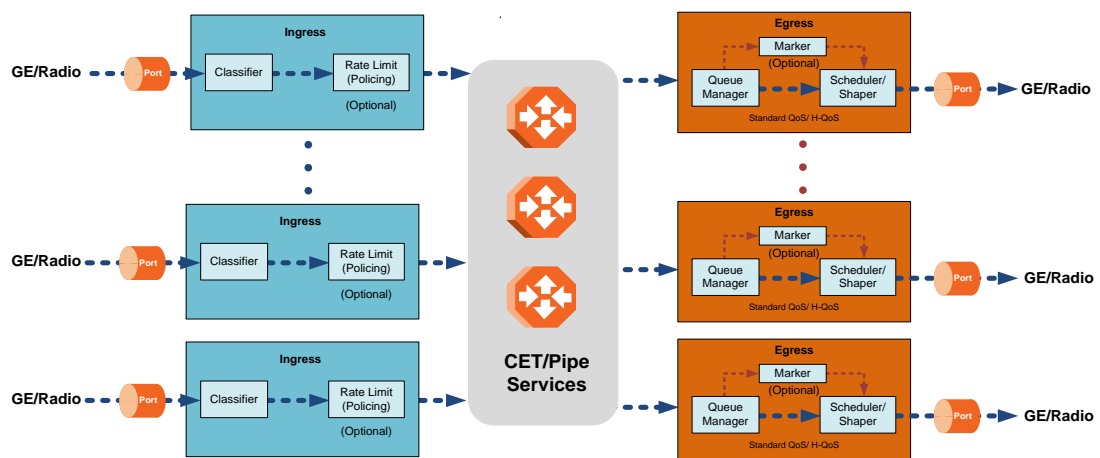 Ingress
GE/Radio
Port
Classifier
Rate Limit
(Policing)
(Optional)
Egress
Marker
(Optional)
Queue
Manager
Scheduler/
Shaper
Standard QoS/ H-QoS
Port
GE/Radio
Ingress
GE/Radio
Port
Classifier
Rate Limit
(Policing)
(Optional)
Egress
Marker
(Optional)
Queue
Manager
Scheduler/
Shaper
Standard QoS/ H-QoS
Port
GE/Radio
CET/Pipe
Services
Ingress
GE/Radio
Port
Classifier
Rate Limit
(Policing)
(Optional)
Egress
Marker
(Optional)
Queue
Manager
Scheduler/
Shaper
Standard QoS/ H-QoS
Port
GE/Radio